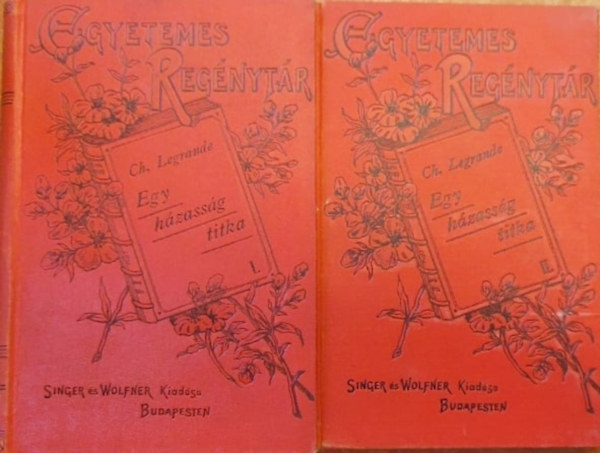 Egyetemes
Regénytár
Ch. Legrande
Egy
házasság
titka
I.
Singer és Wolfner Kiadása
Budapesten
Egyetemes
Regénytár
Ch. Legrande
Egy
házasság
titka
II.
Singer és Wolfner Kiadása
Budapesten